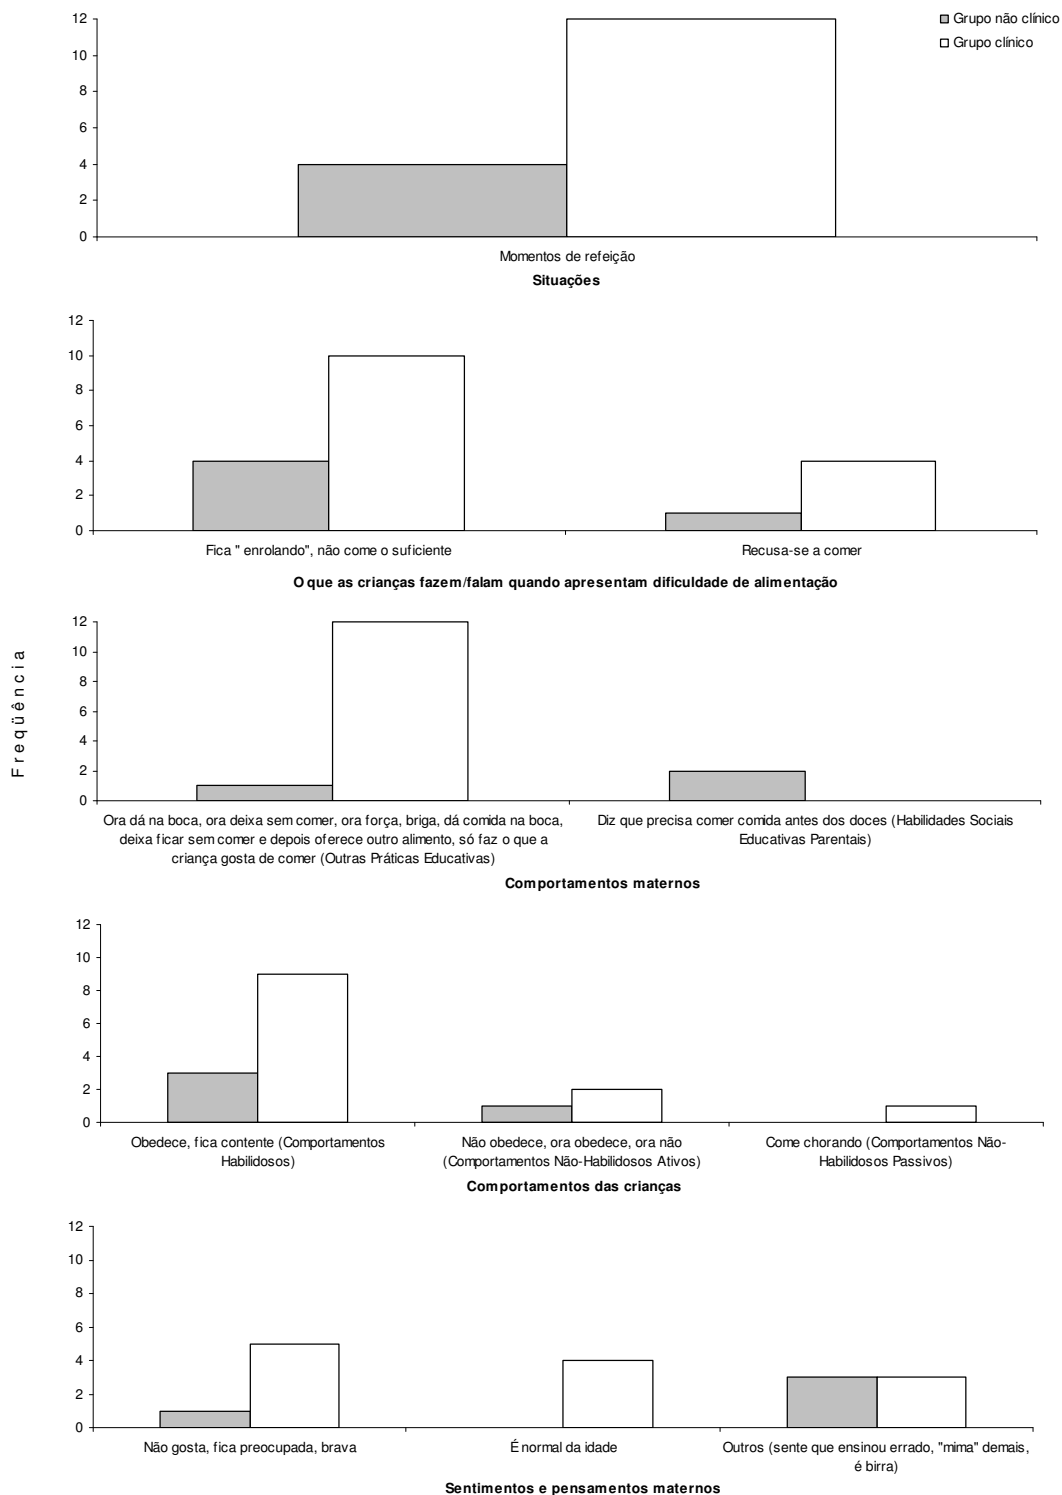 Grupo não clínico
Grupo clínico
12
10
8
6
4
2
0
Momentos de refeição
Situações
12
10
8
6
4
2
0
Fica " enrolando", não come o suficiente
Recusa-se a comer
O que as crianças fazem/falam quando apresentam dificuldade de alimentação
Freqüência
12
10
8
6
4
2
0
Ora dá na boca, ora deixa sem comer, ora força, briga, dá comida na boca,
deixa ficar sem comer e depois oferece outro alimento, só faz o que a
criança gosta de comer (Outras Práticas Educativas)
Diz que precisa comer comida antes dos doces (Habilidades Sociais
Educativas Parentais)
Comportamentos maternos
12
10
8
6
4
2
0
Obedece, fica contente (Comportamentos
Habilidosos)
Não obedece, ora obedece, ora não
(Comportamentos Não-Habilidosos Ativos)
Come chorando (Comportamentos Não-
Habilidosos Passivos)
Comportamentos das crianças
12
10
8
6
4
2
0
Não gosta, fica preocupada, brava
É normal da idade
Outros (sente que ensinou errado, "mima" demais,
é birra)
Sentimentos e pensamentos maternos